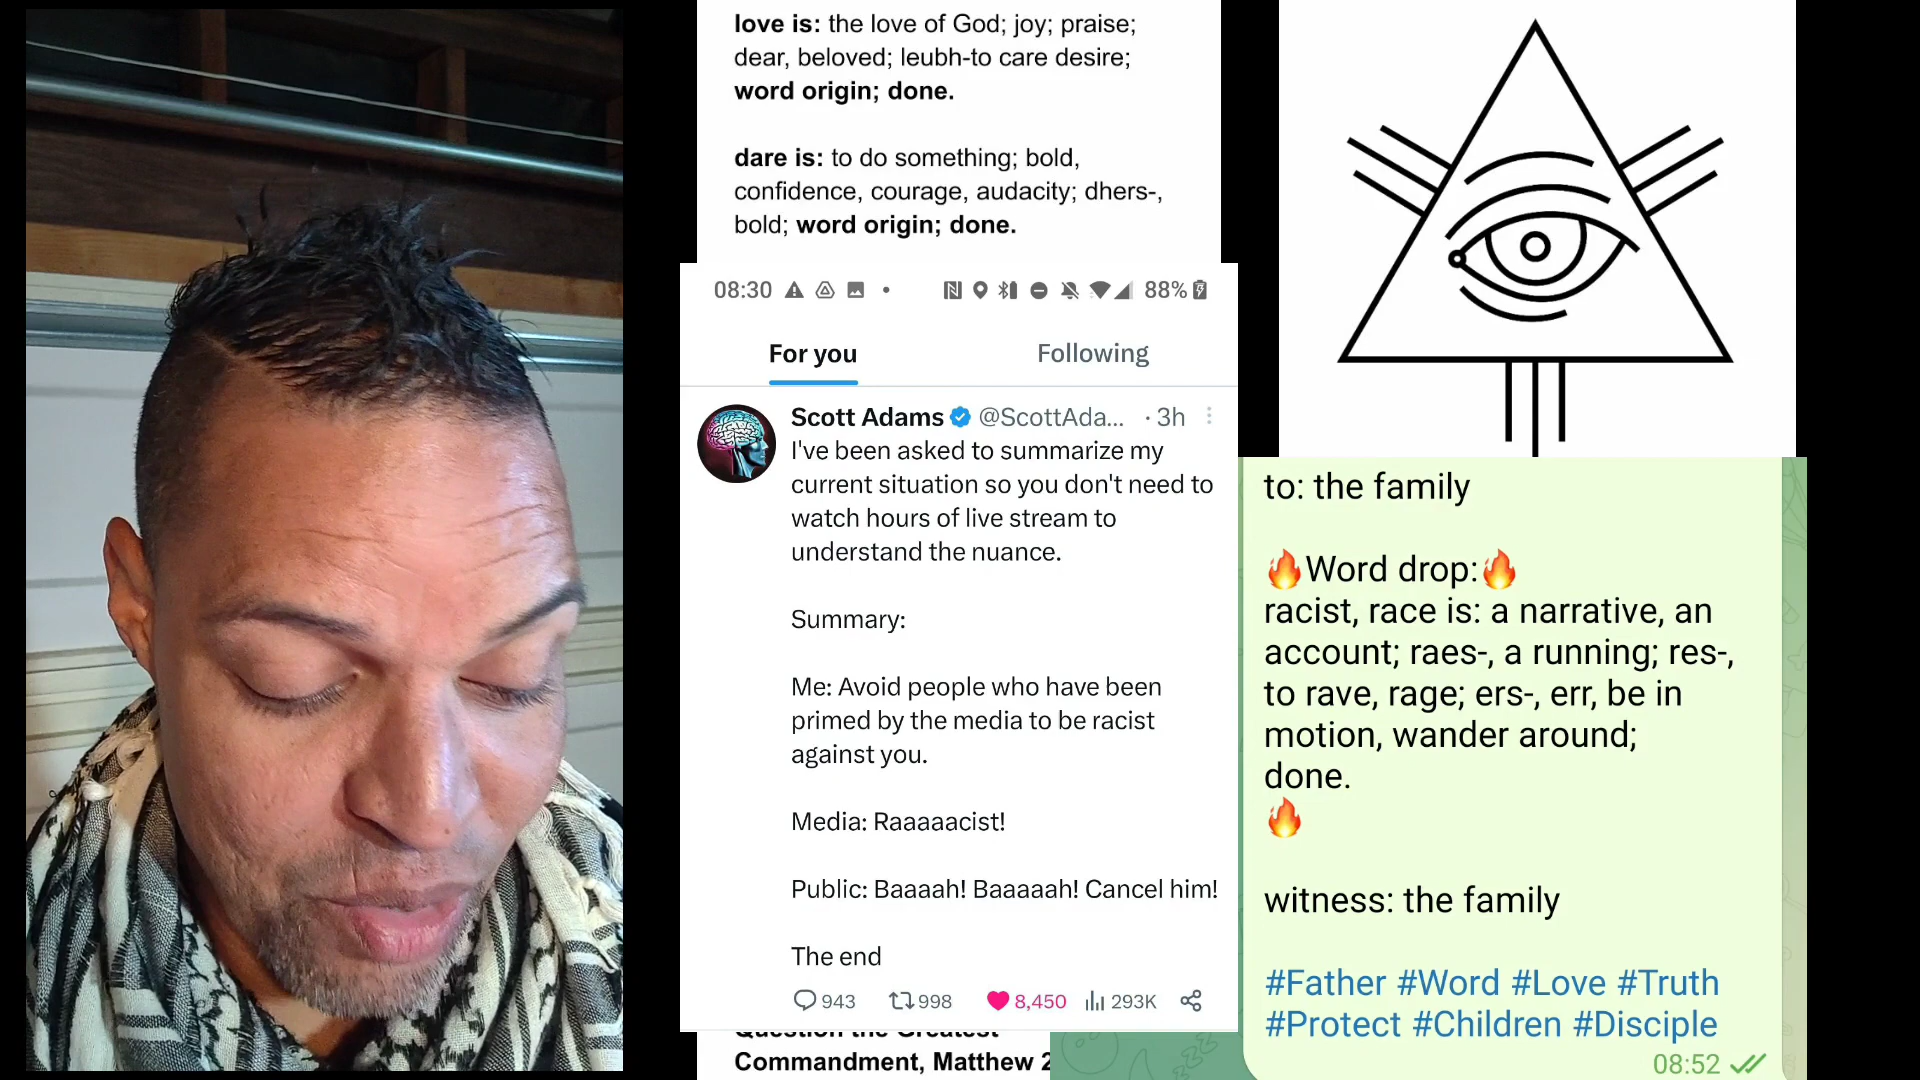 love is: the love of God; joy; praise;
dear, beloved; leubh-to care desire;
word origin; done.
dare is: to do something; bold,
confidence, courage, audacity; dhers-,
bold; word origin; done.
08:30
88%
For you
Following
Scott Adams @ScottAda... · 3h
I've been asked to summarize my
current situation so you don't need to
watch hours of live stream to
understand the nuance.
Summary:
Me: Avoid people who have been
primed by the media to be racist
against you.
Media: Raaaaacist!
Public: Baaaah! Baaaaah! Cancel him!
The end
943 998 8,450 293K
Question the Greatest
Commandment, Matthew 2
to: the family
🔥Word drop:🔥
racist, race is: a narrative, an
account; raes-, a running; res-,
to rave, rage; ers-, err, be in
motion, wander around;
done.
🔥
witness: the family
#Father #Word #Love #Truth
#Protect #Children #Disciple
08:52